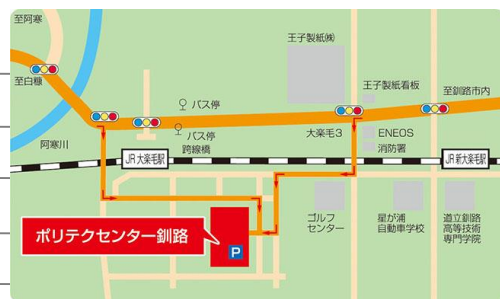 至阿寒
至白糠
王子製紙㈱
王子製紙看板
至釧路市内
バス停
バス停
跨線橋
大楽毛3
ENEOS
消防署
阿寒川
JR 大楽毛駅
JR 新大楽毛駅
ポリテクセンター釧路
P
ゴルフ
センター
星が浦
自動車学校
道立釧路
高等技術
専門学院